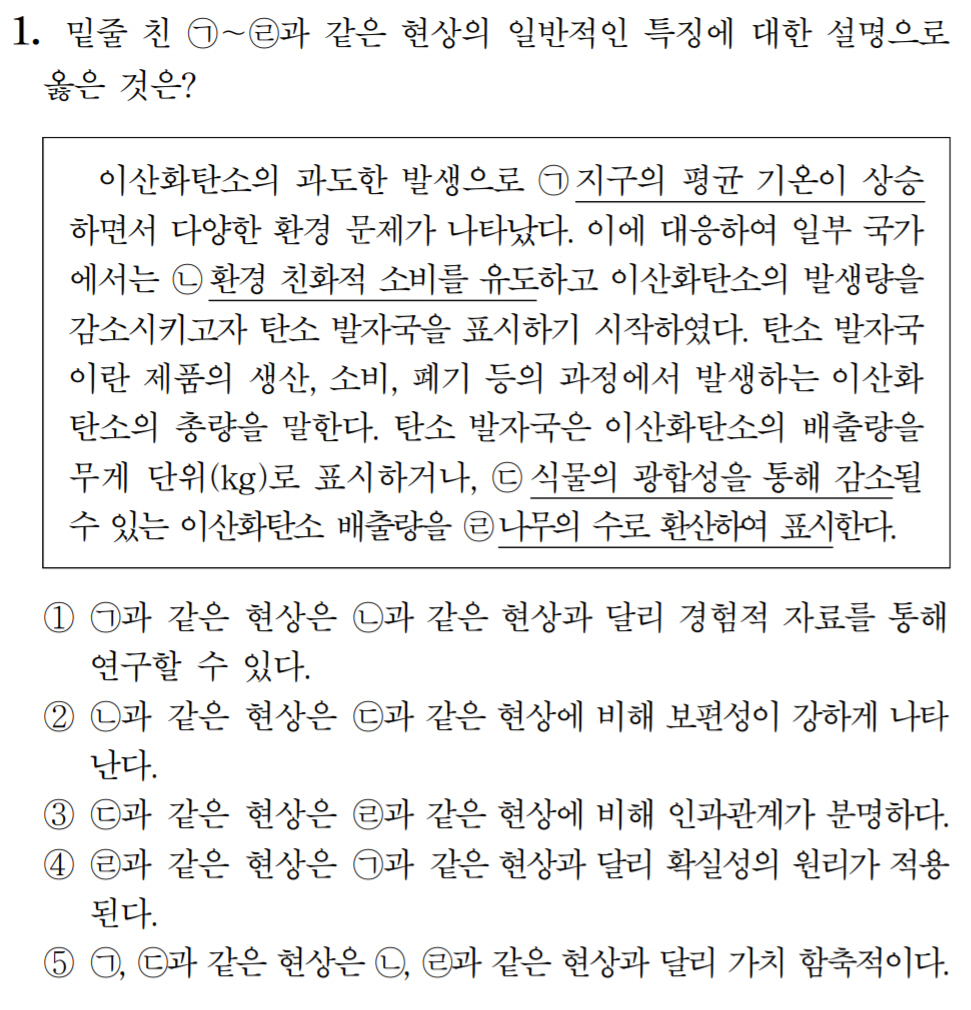 1. 밑줄 친 ㉠~㉣과 같은 현상의 일반적인 특징에 대한 설명으로
옳은 것은?
이산화탄소의 과도한 발생으로 ㉠지구의 평균 기온이 상승
하면서 다양한 환경 문제가 나타났다. 이에 대응하여 일부 국가
에서는 ㉡환경 친화적 소비를 유도하고 이산화탄소의 발생량을
감소시키고자 탄소 발자국을 표시하기 시작하였다. 탄소 발자국
이란 제품의 생산, 소비, 폐기 등의 과정에서 발생하는 이산화
탄소의 총량을 말한다. 탄소 발자국은 이산화탄소의 배출량을
무게 단위(kg)로 표시하거나, ㉢식물의 광합성을 통해 감소될
수 있는 이산화탄소 배출량을 ㉣나무의 수로 환산하여 표시한다.
① ㉠과 같은 현상은 ㉡과 같은 현상과 달리 경험적 자료를 통해
연구할 수 있다.
② ㉡과 같은 현상은 ㉢과 같은 현상에 비해 보편성이 강하게 나타
난다.
③ ㉢과 같은 현상은 ㉣과 같은 현상에 비해 인과관계가 분명하다.
④ ㉣과 같은 현상은 ㉠과 같은 현상과 달리 확실성의 원리가 적용
된다.
⑤ ㉠, ㉢과 같은 현상은 ㉡, ㉣과 같은 현상과 달리 가치 함축적이다.